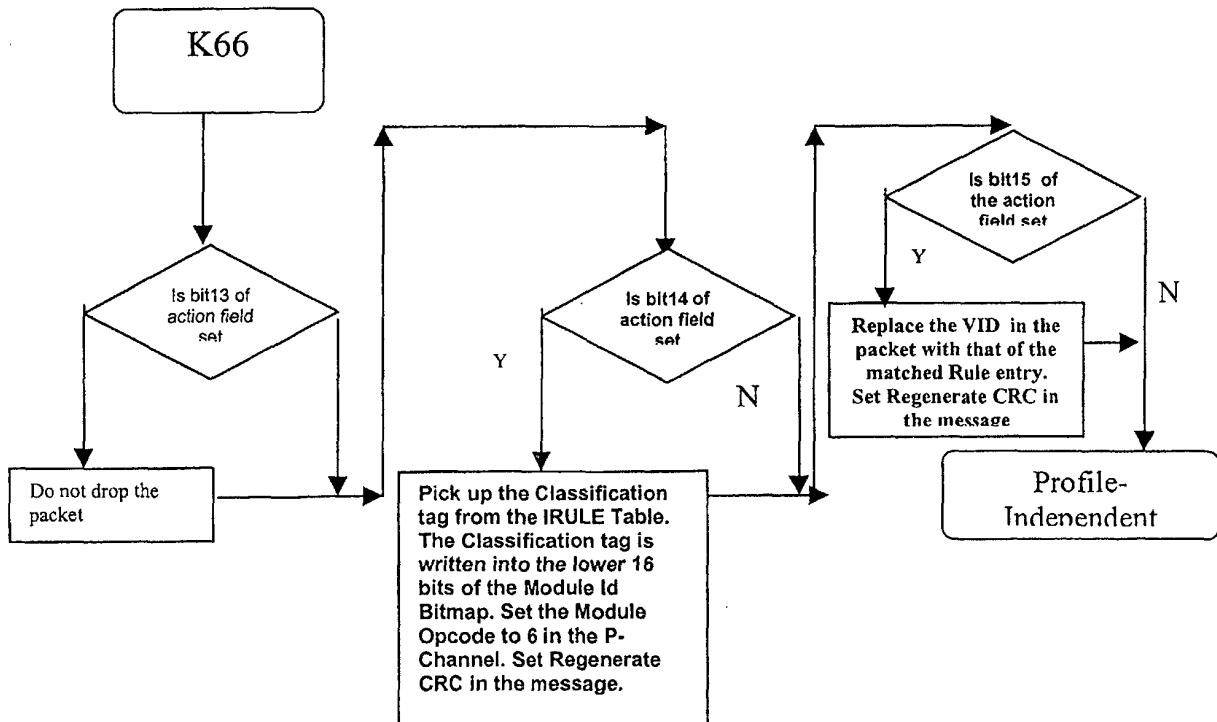 K66
Is bit13 of
action field
set
Do not drop the
packet
Is bit14 of
action field
set
Y
N
Pick up the Classification
tag from the IRULE Table.
The Classification tag is
written into the lower 16
bits of the Module Id
Bitmap. Set the Module
Opcode to 6 in the P-
Channel. Set Regenerate
CRC in the message.
Is bit15 of
the action
field set
Y
N
Replace the VID in the
packet with that of the
matched Rule entry.
Set Regenerate CRC in
the message
Profile-
Independent